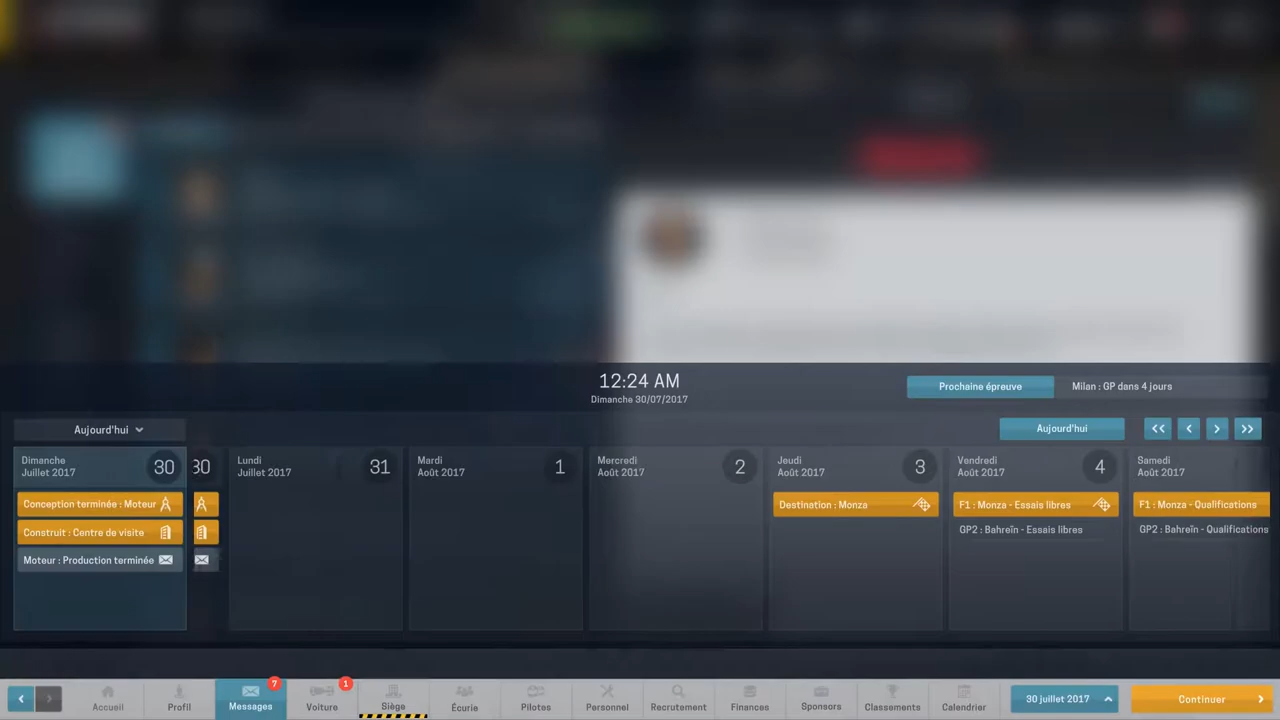 12:24 AM
Dimanche 30/07/2017
Prochaine épreuve
Milan : GP dans 4 jours
Aujourd'hui
Aujourd'hui
Dimanche
Juillet 2017
30
Conception terminée : Moteur
Construit : Centre de visite
Moteur : Production terminée
30
Lundi
Juillet 2017
31
Mardi
Août 2017
1
Mercredi
Août 2017
2
Jeudi
Août 2017
3
Destination : Monza
Vendredi
Août 2017
4
F1 : Monza - Essais libres
GP2 : Bahreïn - Essais libres
Samedi
Août 2017
F1 : Monza - Qualifications
GP2 : Bahreïn - Qualifications
Accueil
Profil
7
Messages
1
Voiture
Siège
Écurie
Pilotes
Personnel
Recrutement
Finances
Sponsors
Classements
Calendrier
30 juillet 2017
Continuer